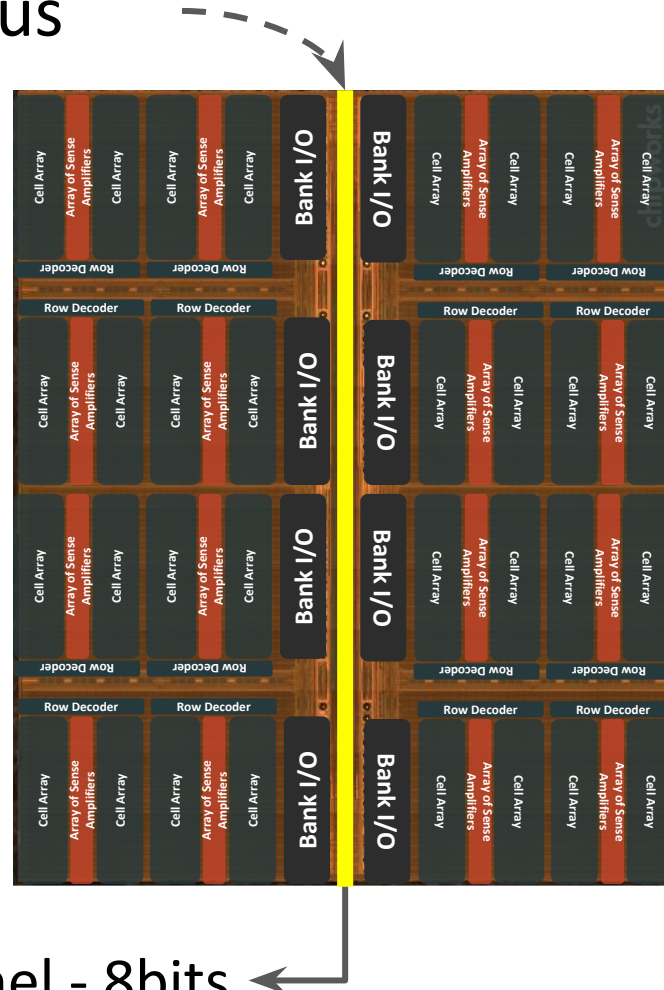 us
Cell Array
Array of Sense
Amplifiers
Cell Array
Cell Array
Array of Sense
Amplifiers
Cell Array
Bank I/O
Bank I/O
Cell Array
Array of Sense
Amplifiers
Cell Array
Cell Array
Array of Sense
Amplifiers
Cell Array
chipworks
Row Decoder
Row Decoder
Row Decoder
Row Decoder
Row Decoder
Row Decoder
Row Decoder
Row Decoder
Cell Array
Array of Sense
Amplifiers
Cell Array
Cell Array
Array of Sense
Amplifiers
Cell Array
Bank I/O
Bank I/O
Cell Array
Array of Sense
Amplifiers
Cell Array
Cell Array
Array of Sense
Amplifiers
Cell Array
Cell Array
Array of Sense
Amplifiers
Cell Array
Cell Array
Array of Sense
Amplifiers
Cell Array
Bank I/O
Bank I/O
Cell Array
Array of Sense
Amplifiers
Cell Array
Cell Array
Array of Sense
Amplifiers
Cell Array
Row Decoder
Row Decoder
Row Decoder
Row Decoder
Row Decoder
Row Decoder
Row Decoder
Row Decoder
Cell Array
Array of Sense
Amplifiers
Cell Array
Cell Array
Array of Sense
Amplifiers
Cell Array
Bank I/O
Bank I/O
Cell Array
Array of Sense
Amplifiers
Cell Array
Cell Array
Array of Sense
Amplifiers
Cell Array
nel - 8bits